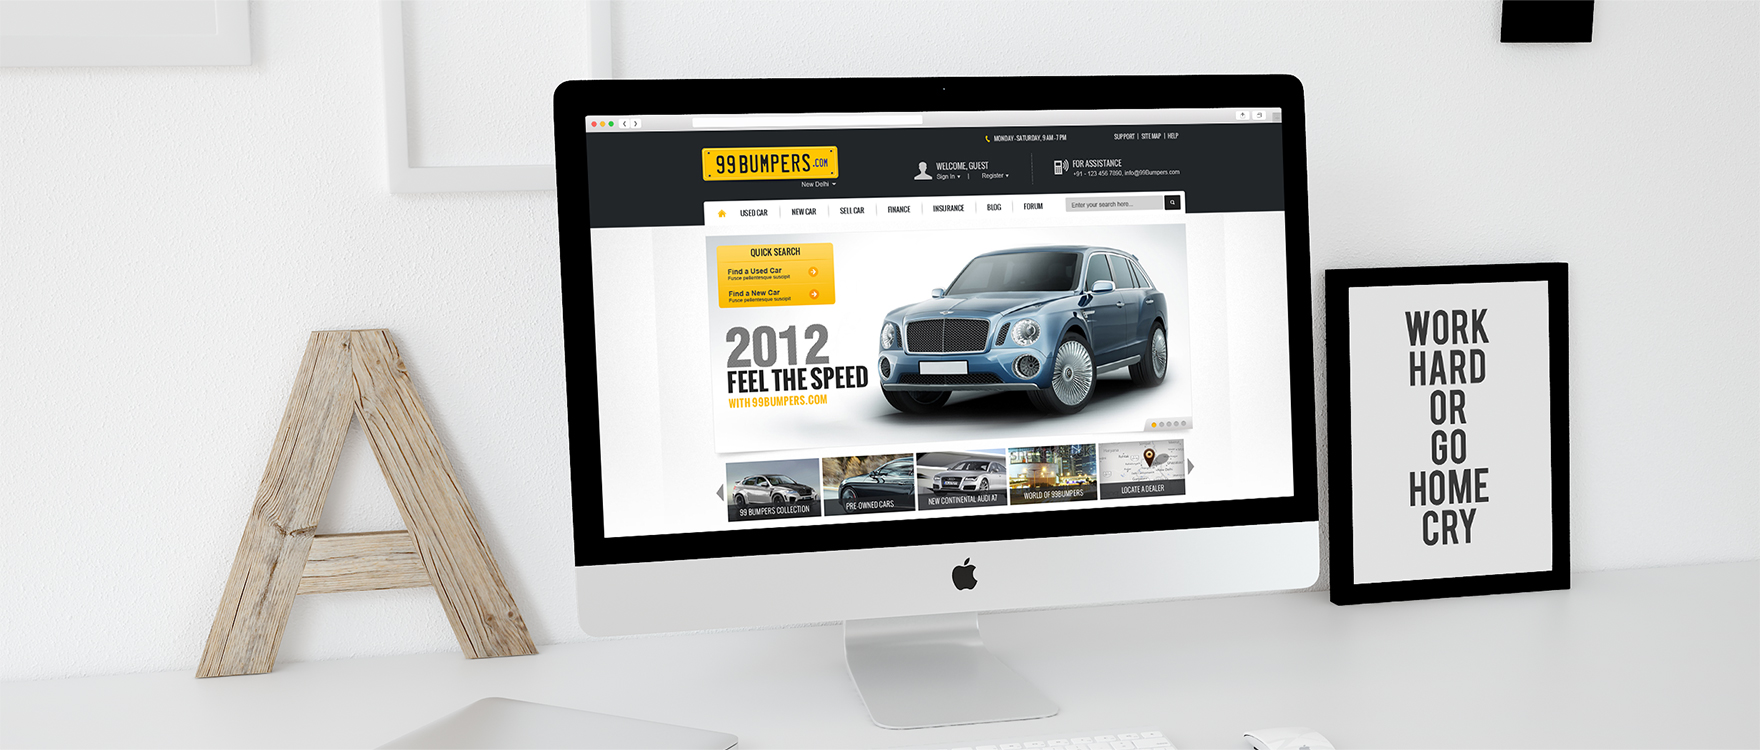 MONDAY - SATURDAY, 9 AM - 7 PM
SUPPORT | SITE MAP | HELP
99BUMPERS.COM
New Delhi
WELCOME, GUEST
Sign In | Register
FOR ASSISTANCE
+91 - 123 456 7890, info@99Bumpers.com
USED CAR | NEW CAR | SELL CAR | FINANCE | INSURANCE | BLOG | FORUM
Enter your search here...
QUICK SEARCH
Find a Used Car
Fusce pellentesque suscipit
Find a New Car
Fusce pellentesque suscipit
2012
FEEL THE SPEED
WITH 99BUMPERS.COM
99 BUMPERS COLLECTION
PRE-OWNED CARS
NEW CONTINENTAL AUDI A7
WORLD OF 99BUMPERS
LOCATE A DEALER
A
WORK
HARD
OR
GO
HOME
CRY